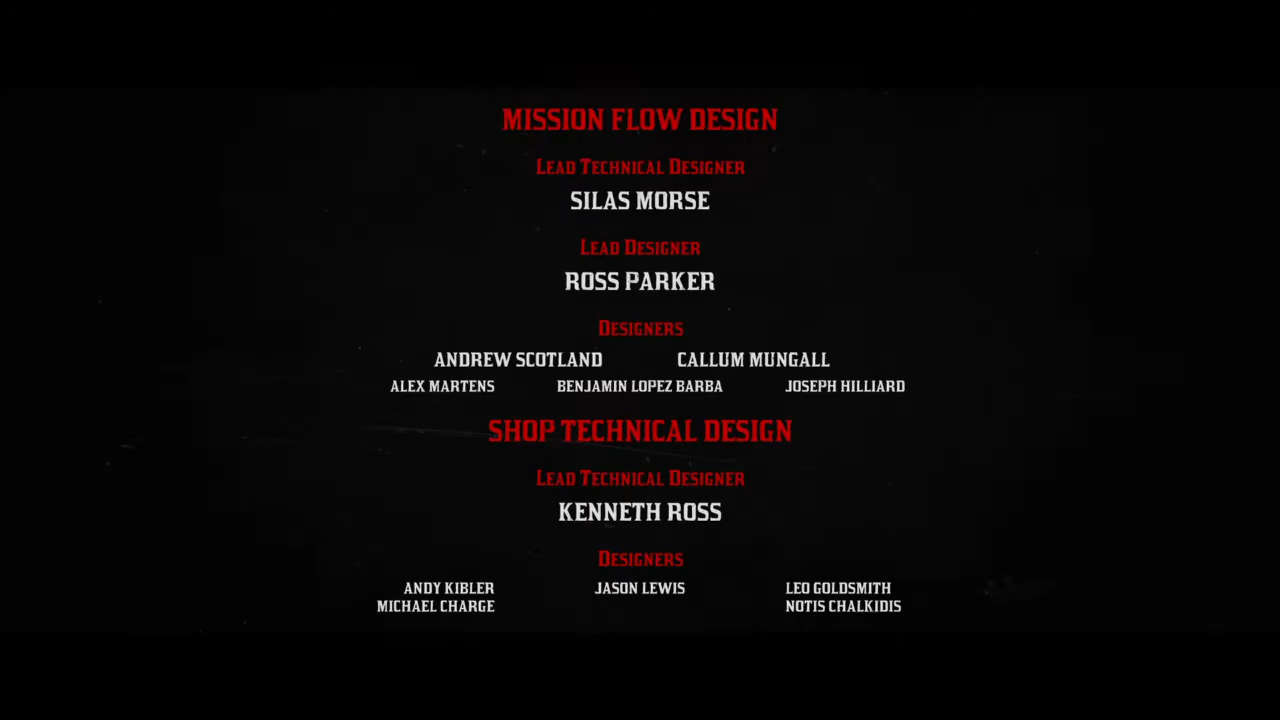 MISSION FLOW DESIGN
LEAD TECHNICAL DESIGNER
SILAS MORSE
LEAD DESIGNER
ROSS PARKER
DESIGNERS
ANDREW SCOTLAND CALLUM MUNGALL
ALEX MARTENS BENJAMIN LOPEZ BARBA JOSEPH HILLIARD
SHOP TECHNICAL DESIGN
LEAD TECHNICAL DESIGNER
KENNETH ROSS
DESIGNERS
ANDY KIBLER JASON LEWIS LEO GOLDSMITH
MICHAEL CHARGE NOTIS CHALKIDIS